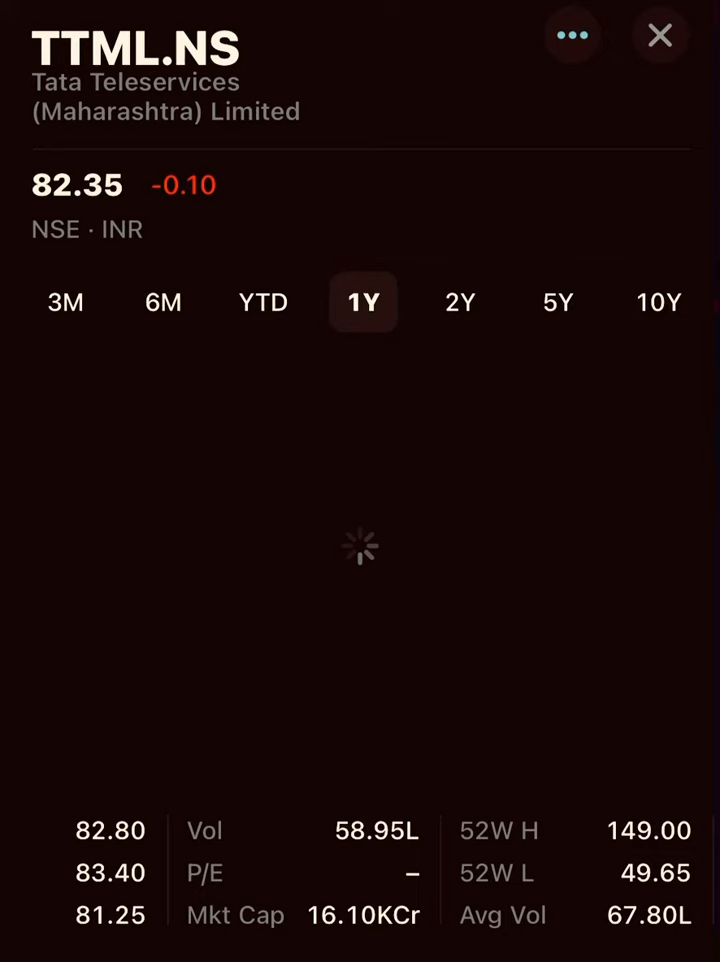 TTML.NS
Tata Teleservices
(Maharashtra) Limited
82.35 -0.10
NSE · INR
3M 6M YTD 1Y 2Y 5Y 10Y
82.80 Vol 58.95L 52W H 149.00
83.40 P/E – 52W L 49.65
81.25 Mkt Cap 16.10KCr Avg Vol 67.80L